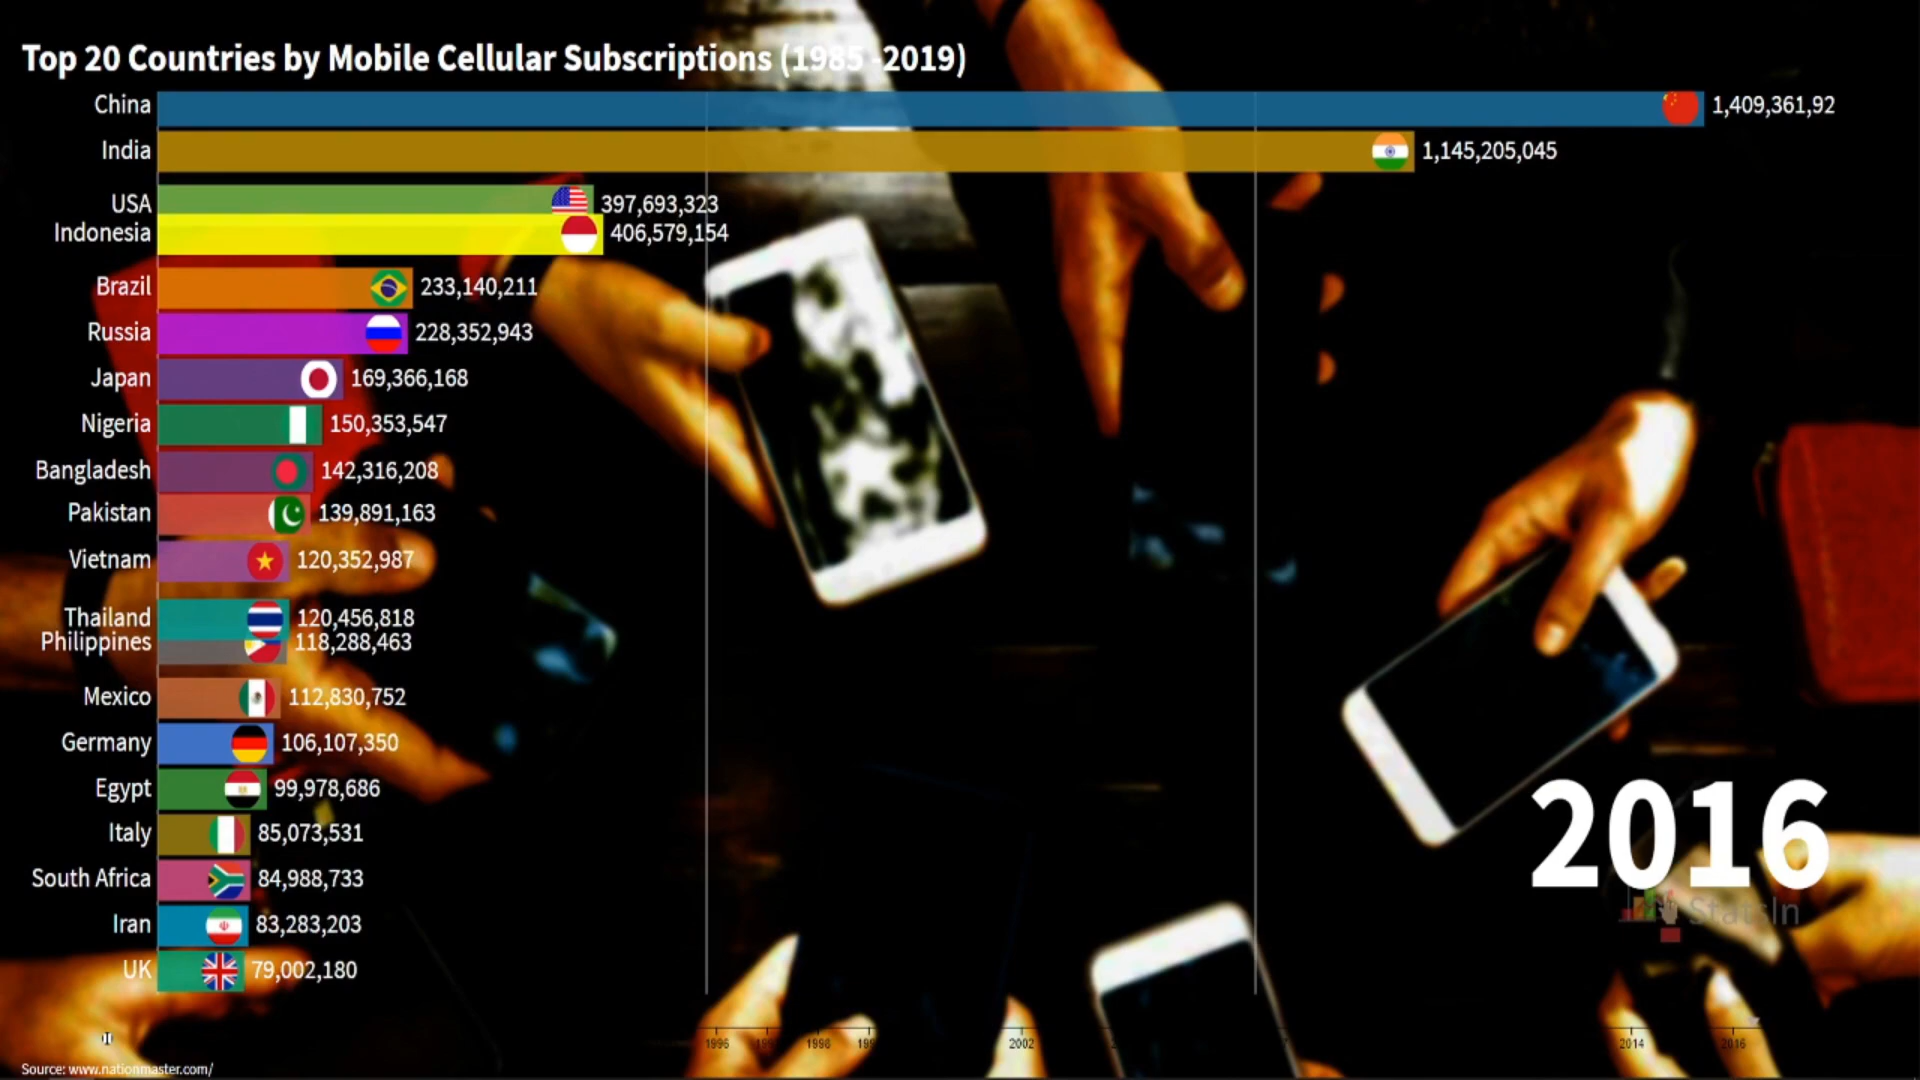 Top 20 Countries by Mobile Cellular Subscriptions (1985 -2019)
China 1,409,361,92
India 1,145,205,045
USA 397,693,323
Indonesia 406,579,154
Brazil 233,140,211
Russia 228,352,943
Japan 169,366,168
Nigeria 150,353,547
Bangladesh 142,316,208
Pakistan 139,891,163
Vietnam 120,352,987
Thailand 120,456,818
Philippines 118,288,463
Mexico 112,830,752
Germany 106,107,350
Egypt 99,978,686
Italy 85,073,531
South Africa 84,988,733
Iran 83,283,203
UK 79,002,180
2016
StatsIn
1996 1998 2002 2014 2016
Source: www.nationmaster.com/